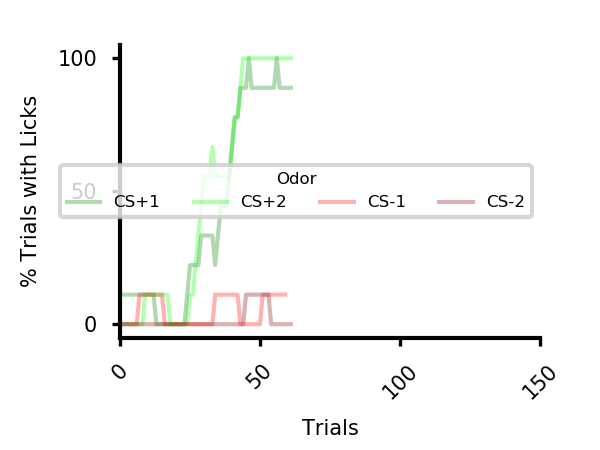 100
% Trials with Licks
Odor
50
CS+1 CS+2 CS-1 CS-2
0
0 50 100 150
Trials